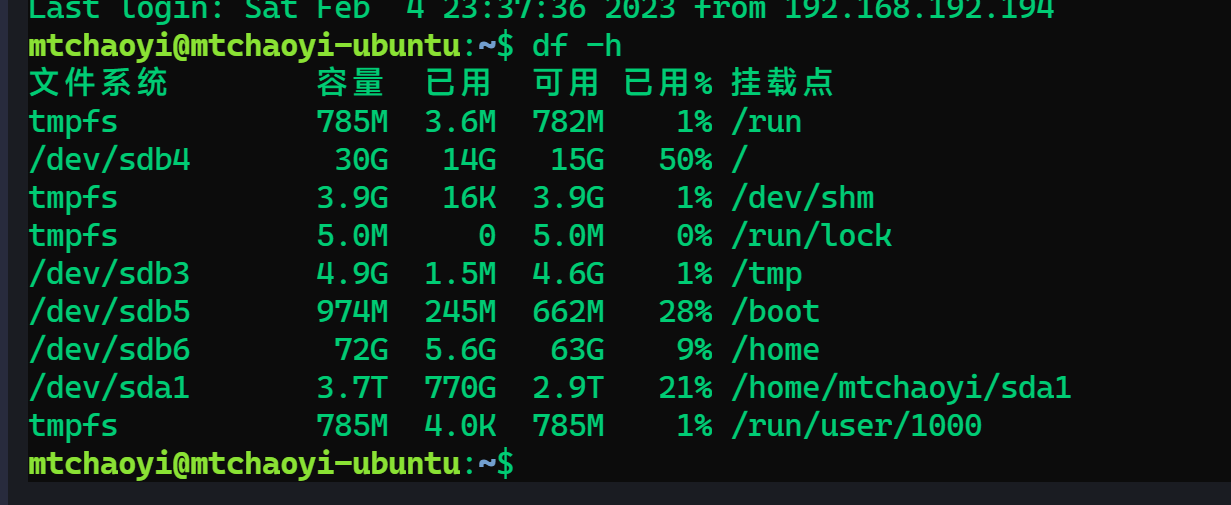 Last login: Sat Feb  4 23:37:36 2023 from 192.168.192.194
mtchaoyi@mtchaoyi-ubuntu:~$ df -h
文件系统        容量  已用  可用 已用% 挂载点
tmpfs           785M  3.6M  782M    1% /run
/dev/sdb4        30G   14G   15G   50% /
tmpfs           3.9G   16K  3.9G    1% /dev/shm
tmpfs           5.0M     0  5.0M    0% /run/lock
/dev/sdb3       4.9G  1.5M  4.6G    1% /tmp
/dev/sdb5       974M  245M  662M   28% /boot
/dev/sdb6        72G  5.6G   63G    9% /home
/dev/sda1       3.7T  770G  2.9T   21% /home/mtchaoyi/sda1
tmpfs           785M  4.0K  785M    1% /run/user/1000
mtchaoyi@mtchaoyi-ubuntu:~$